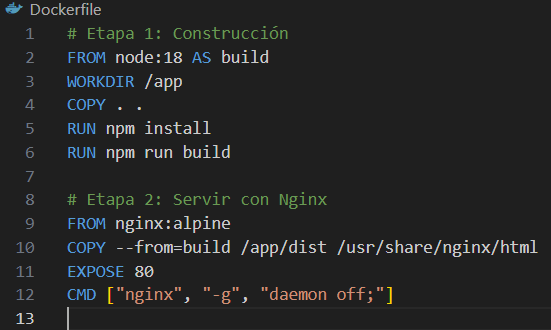 Dockerfile
1 # Etapa 1: Construcción
2 FROM node:18 AS build
3 WORKDIR /app
4 COPY . .
5 RUN npm install
6 RUN npm run build
7
8 # Etapa 2: Servir con Nginx
9 FROM nginx:alpine
10 COPY --from=build /app/dist /usr/share/nginx/html
11 EXPOSE 80
12 CMD ["nginx", "-g", "daemon off;"]
13